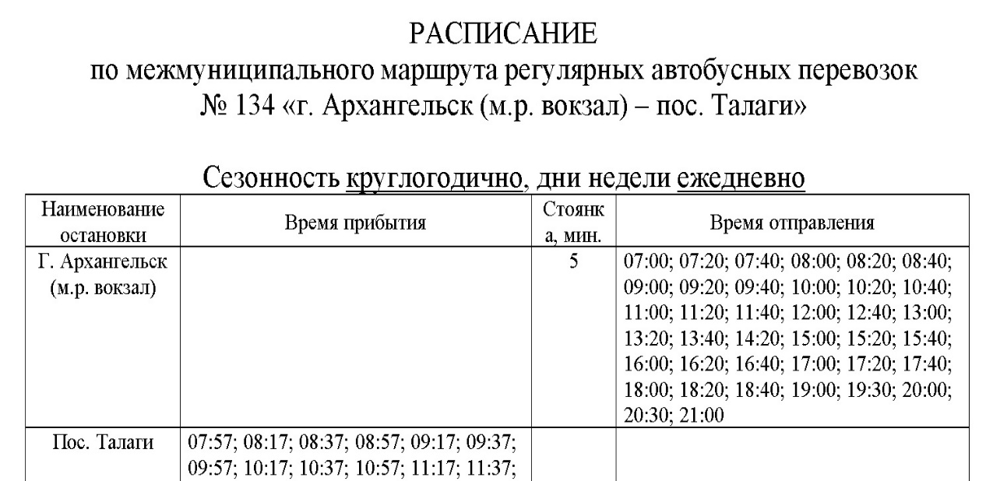 РАСПИСАНИЕ
по межмуниципального маршрута регулярных автобусных перевозок
№ 134 «г. Архангельск (м.р. вокзал) – пос. Талаги»
Сезонность круглогодично, дни недели ежедневно
Наименование
остановки
Время прибытия
Стоянк
а, мин.
Время отправления
Г. Архангельск
(м.р. вокзал)
5
07:00; 07:20; 07:40; 08:00; 08:20; 08:40;
09:00; 09:20; 09:40; 10:00; 10:20; 10:40;
11:00; 11:20; 11:40; 12:00; 12:40; 13:00;
13:20; 13:40; 14:20; 15:00; 15:20; 15:40;
16:00; 16:20; 16:40; 17:00; 17:20; 17:40;
18:00; 18:20; 18:40; 19:00; 19:30; 20:00;
20:30; 21:00
Пос. Талаги
07:57; 08:17; 08:37; 08:57; 09:17; 09:37;
09:57; 10:17; 10:37; 10:57; 11:17; 11:37;